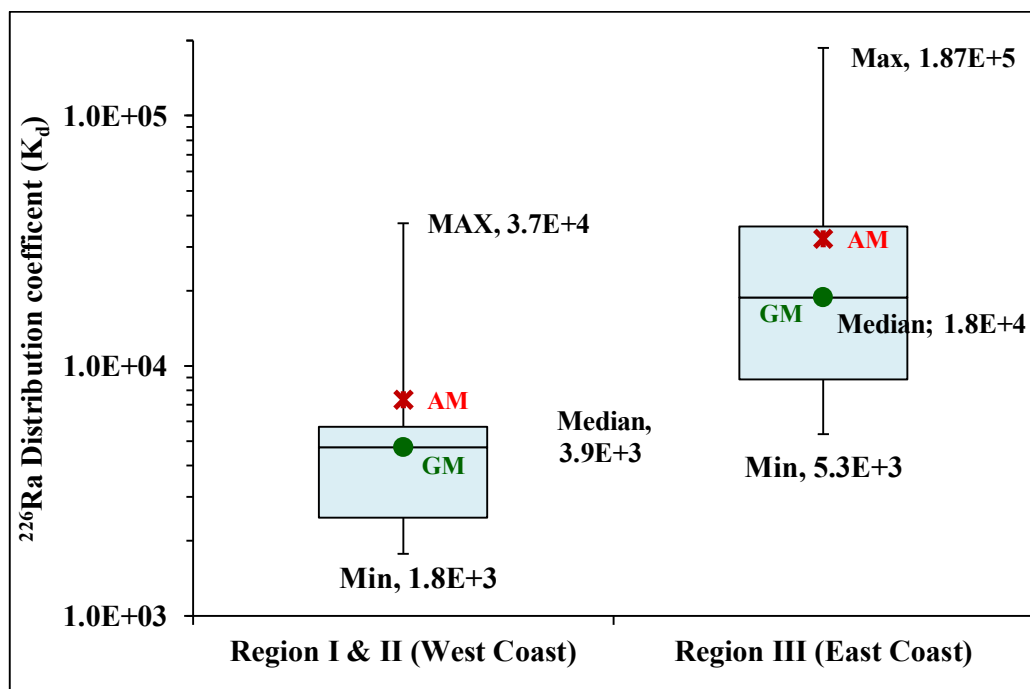 ²²⁶Ra Distribution coefficent (K_d)
1.0E+05
1.0E+04
1.0E+03
MAX, 3.7E+4
AM
GM
Median,
3.9E+3
Min, 1.8E+3
Max, 1.87E+5
AM
GM
Median; 1.8E+4
Min, 5.3E+3
Region I & II (West Coast)
Region III (East Coast)